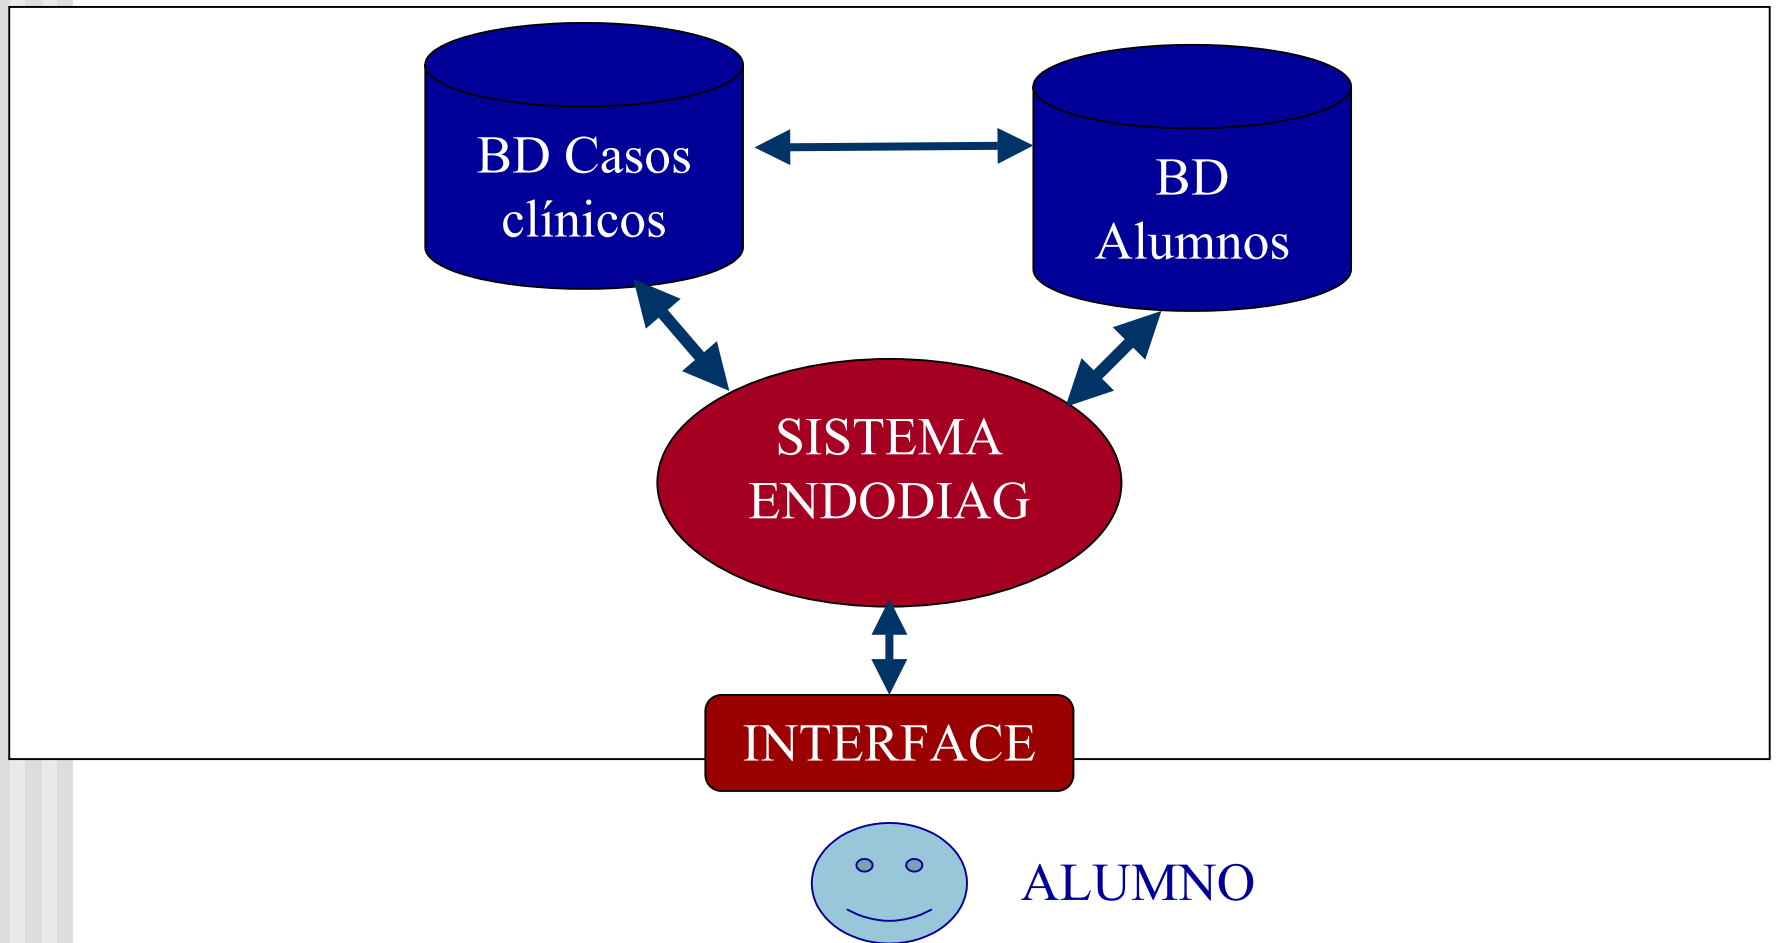 BD Casos
clínicos
BD
Alumnos
SISTEMA
ENDODIAG
INTERFACE
ALUMNO